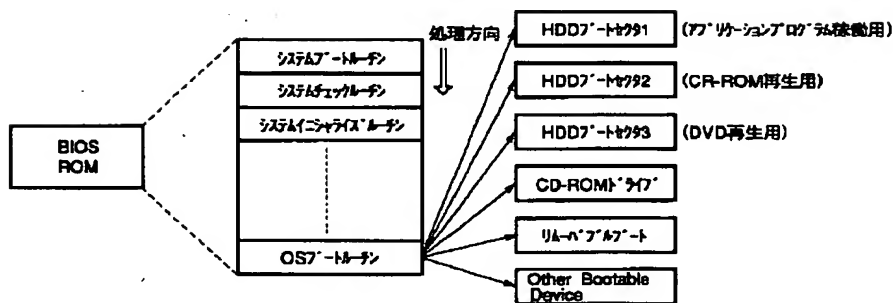 BIOS
ROM
システムブートルーチン
システムチェックルーチン
システムイニシャライズルーチン
OSブートルーチン
処理方向
HDDブートセクタ1
(アプリケーションプログラム稼働用)
HDDブートセクタ2
(CR-ROM再生用)
HDDブートセクタ3
(DVD再生用)
CD-ROMドライブ
リムーバブルブート
Other Bootable
Device